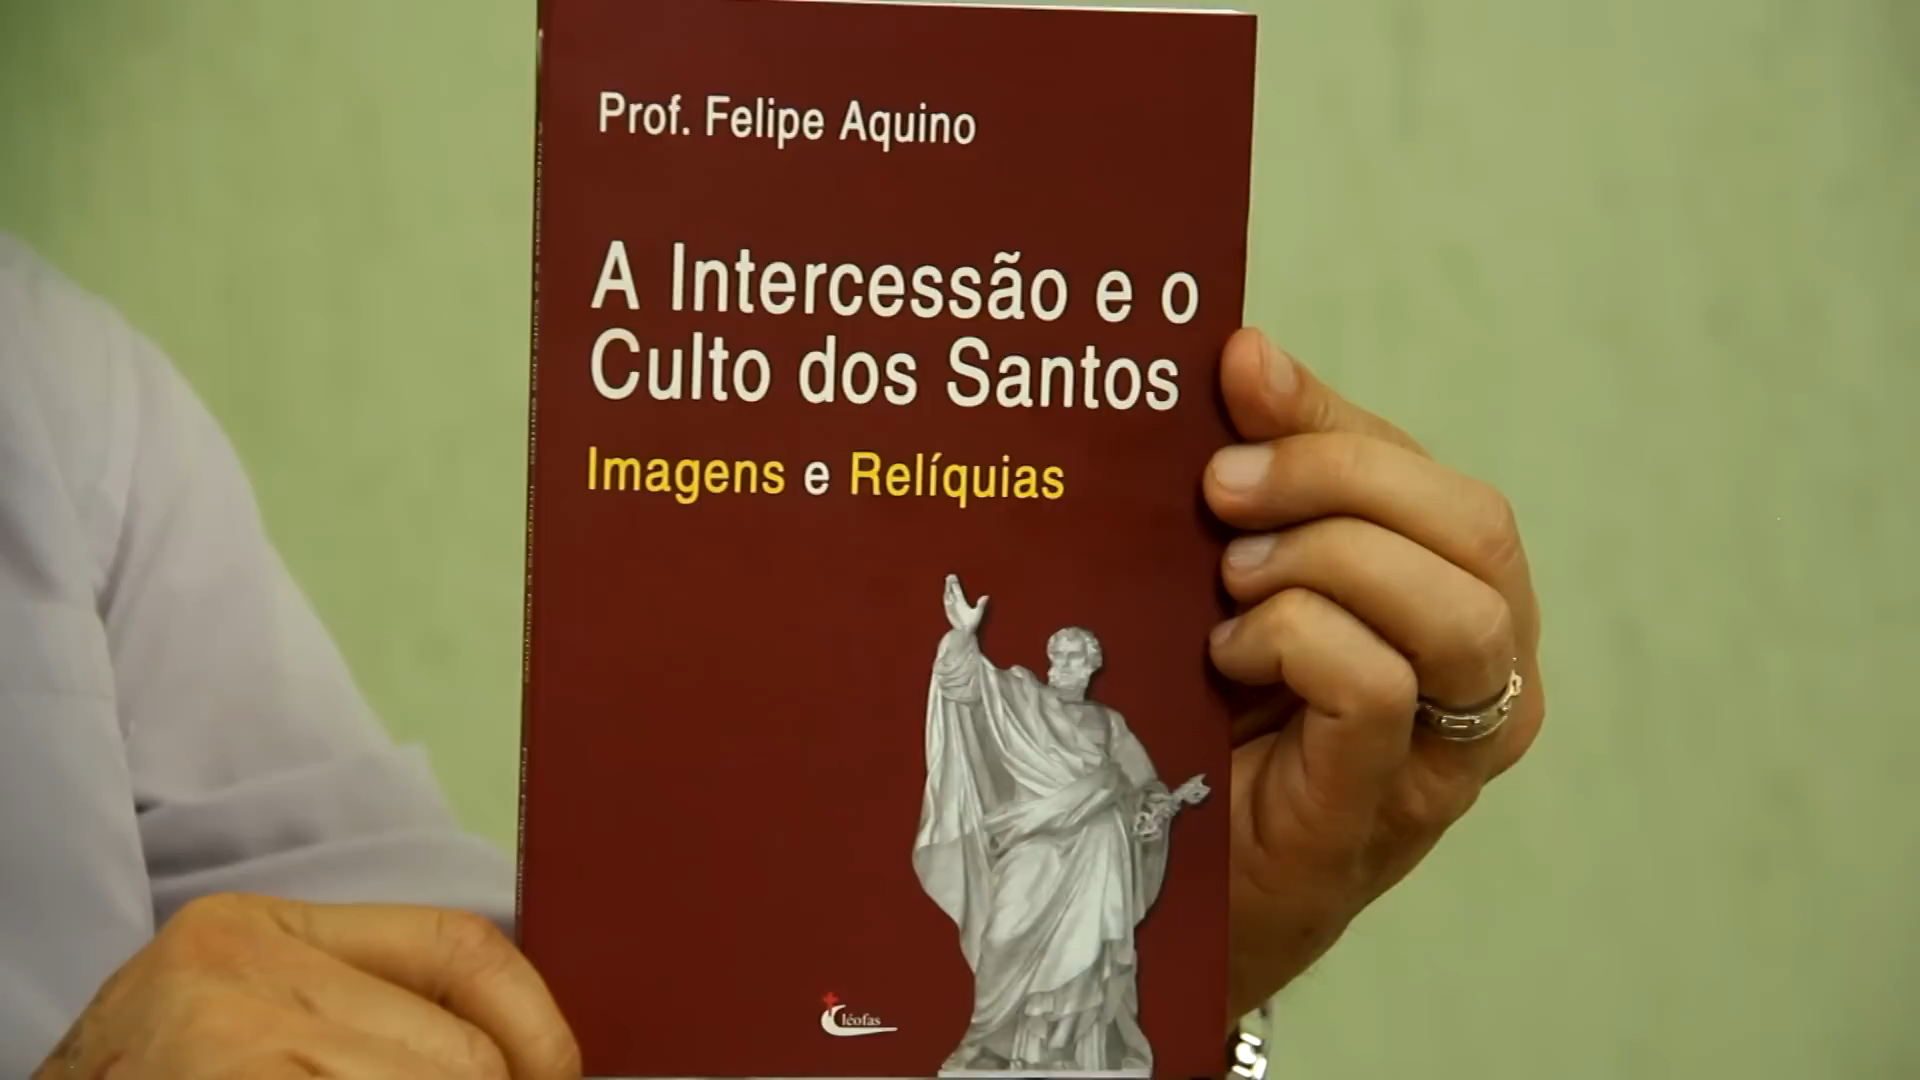 Prof. Felipe Aquino
A Intercessão e o
Culto dos Santos
Imagens e Relíquias
Cléofas